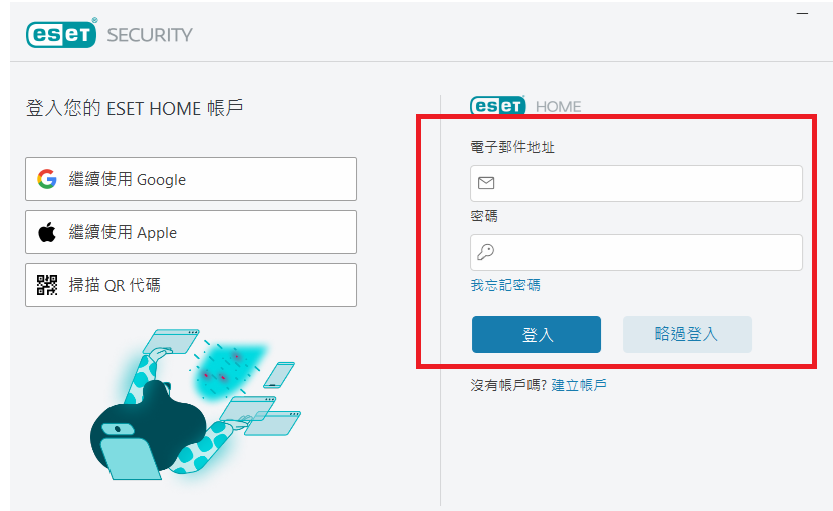 eset® SECURITY
登入您的 ESET HOME 帳戶
繼續使用 Google
繼續使用 Apple
掃描 QR 代碼
eset HOME
電子郵件地址
密碼
我忘記密碼
登入
略過登入
沒有帳戶嗎? 建立帳戶